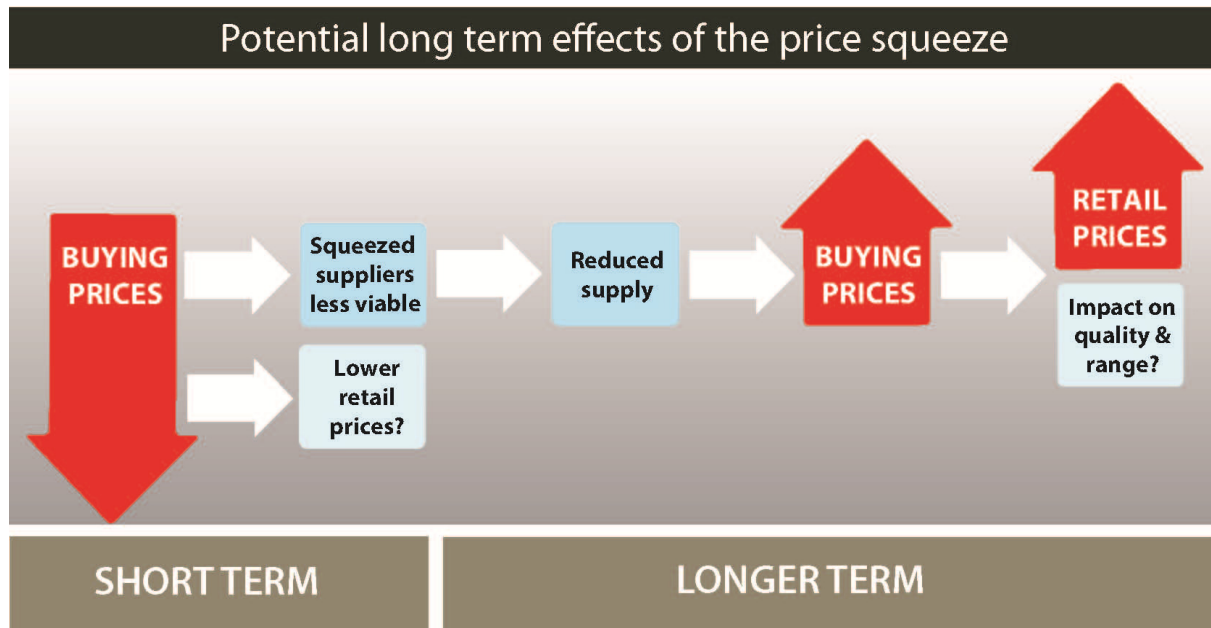 Potential long term effects of the price squeeze
BUYING
PRICES
Squeezed
suppliers
less viable
Lower
retail
prices?
Reduced
supply
BUYING
PRICES
RETAIL
PRICES
Impact on
quality &
range?
SHORT TERM
LONGER TERM